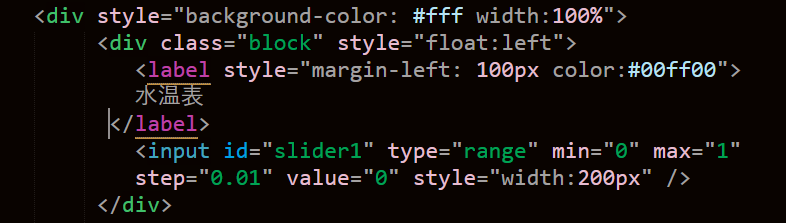 <div style="background-color: #fff width:100%">
<div class="block" style="float:left">
<label style="margin-left: 100px color:#00ff00">
水温表
</label>
<input id="slider1" type="range" min="0" max="1"
step="0.01" value="0" style="width:200px" />
</div>